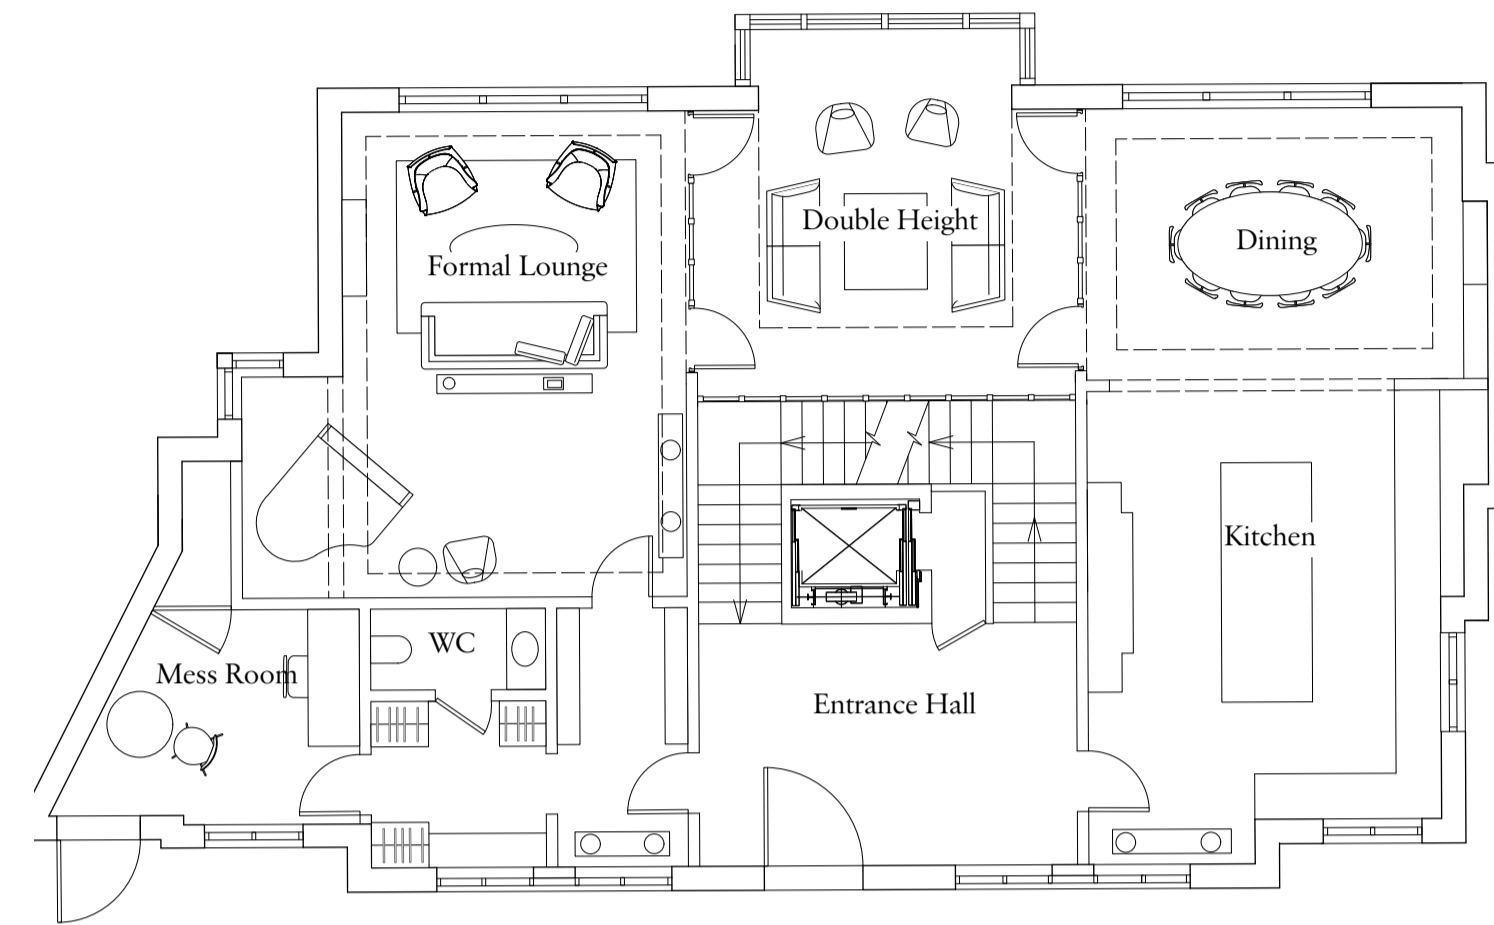 Double Height
Dining
Formal Lounge
Kitchen
WC
Mess Room
Entrance Hall